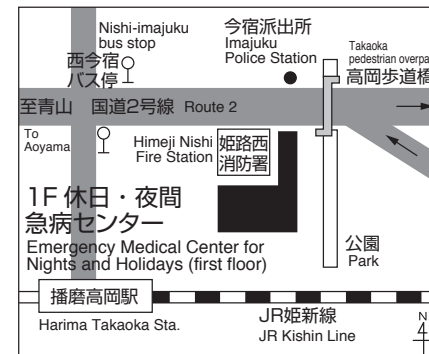 Nishi-imajuku
bus stop
西今宿
バス停
今宿派出所
Imajuku
Police Station
Takaoka
pedestrian overpa
高岡歩道橋
至青山 国道2号線 Route 2
To
Aoyama
Himeji Nishi
Fire Station
姫路西
消防署
1F 休日・夜間
急病センター
Emergency Medical Center for
Nights and Holidays (first floor)
公園
Park
播磨高岡駅
Harima Takaoka Sta.
JR姫新線
JR Kishin Line
N